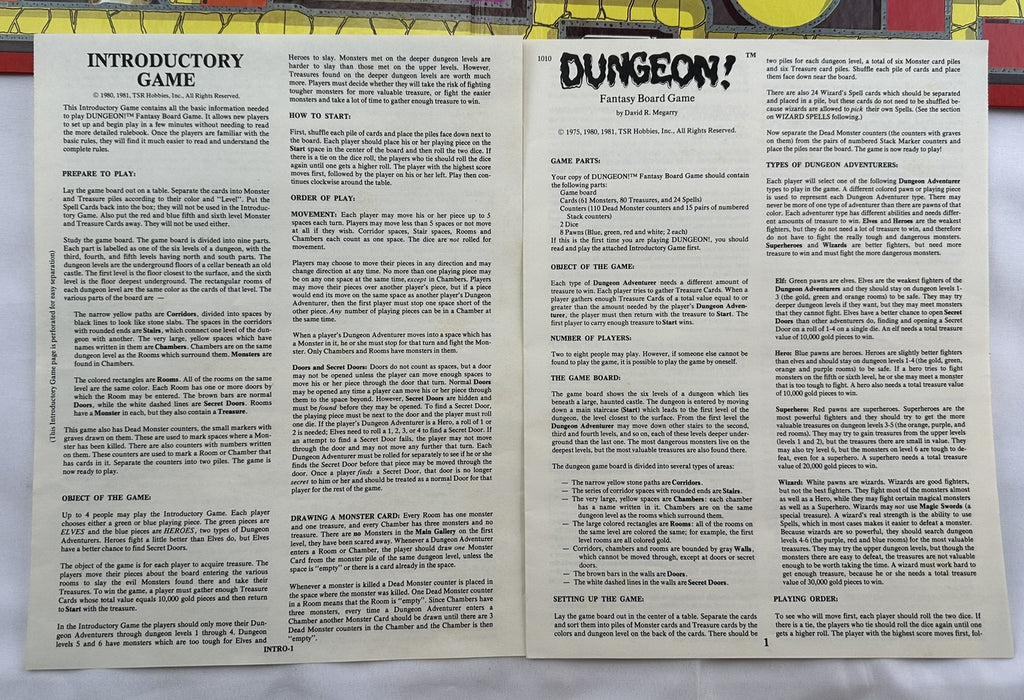 INTRODUCTORY
GAME
© 1980, 1981, TSR Hobbies, Inc., All Rights Reserved.
This Introductory Game contains all the basic information needed
to play DUNGEON!™ Fantasy Board Game. It allows new players
to set up and begin play in a few minutes without needing to read
the more detailed rulebook. Once the players are familiar with the
basic rules, they will find it much easier to read and understand the
complete rules.
PREPARE TO PLAY:
Lay the game board out on a table. Separate the cards into Monster
and Treasure piles according to their color and "Level". Put the
Spell Cards back into the box; they will not be used in the Introduc-
tory Game. Also put the red and blue fifth and sixth level Monster
and Treasure Cards away. They will not be used either.
Study the game board. The game board is divided into nine parts.
Each part is labelled as one of the six levels of a dungeon, with the
third, fourth, and fifth levels having north and south parts. The
dungeon levels are the underground floors of a cellar beneath an old
castle. The first level is the floor closest to the surface, and the sixth
level is the floor deepest underground. The rectangular rooms of
each dungeon level are the same color as the cards of that level. The
various parts of the board are —
The narrow yellow paths are Corridors, divided into spaces by
black lines to look like stone slabs. The spaces in the corridors
with rounded ends are Stairs, which connect one level of the dun-
geon with another. The very large, yellow spaces which have
names written in them are Chambers. Chambers are on the same
dungeon level as the Rooms which surround them. Monsters are
found in Chambers.
The colored rectangles are Rooms. All of the rooms on the same
level are the same color. Each Room has one or more doors by
which the Room may be entered. The brown bars are normal
Doors, while the white dashed lines are Secret Doors. Rooms
have a Monster in each, but they also contain a Treasure.
This game also has Dead Monster counters, the small markers with
graves drawn on them. These are used to mark spaces where a Mon-
ster has been killed. There are also counters with numbers written
on them. These counters are used to mark a Room or Chamber that
has cards in it. Separate the counters into two piles. The game is
now ready to play.
OBJECT OF THE GAME:
Up to 4 people may play the Introductory Game. Each player
chooses either a green or blue playing piece. The green pieces are
ELVES and the blue pieces are HEROES, two types of Dungeon
Adventurers. Heroes fight a little better than Elves do, but Elves
have a better chance to find Secret Doors.
The object of the game is for each player to acquire treasure. The
players move their pieces about the board entering the various
rooms to slay the evil Monsters found there and take their
Treasures. To win the game, a player must gather enough Treasure
Cards whose total value equals 10,000 gold pieces and then return
to Start with the treasure.
In the Introductory Game the players should only move their Dun-
geon Adventurers through dungeon levels 1 through 4. Dungeon
levels 5 and 6 have monsters which are too tough for Elves and
(This Introductory Game page is perforated for easy separation)
Heroes to slay. Monsters met on the deeper dungeon levels are
harder to slay than those met on the upper levels. However,
Treasures found on the deeper dungeon levels are worth much
more. Players must decide whether they will take the risk of fighting
tougher monsters for more valuable treasure, or fight the easier
monsters and take a lot of time to gather enough treasure to win.
HOW TO START:
First, shuffle each pile of cards and place the piles face down next to
the board. Each player should place his or her playing piece on the
Start space in the center of the board and then roll the two dice. If
there is a tie on the dice roll, the players who tie should roll the dice
again until one gets a higher roll. The player with the highest score
moves first, followed by the player on his or her left. Play then con-
tinues clockwise around the table.
ORDER OF PLAY:
MOVEMENT: Each player may move his or her piece up to 5
spaces each turn. Players may move less than 5 spaces or not move
at all if they wish. Corridor spaces, Stair spaces, Rooms and
Chambers each count as one space. The dice are not rolled for
movement.
Players may choose to move their pieces in any direction and may
change direction at any time. No more than one playing piece may
be on any one space at the same time, except in Chambers. Players
may move their pieces over another player's piece, but if a piece
would end its move on the same space as another player's Dungeon
Adventurer, then the first player must stop one space short of the
other piece. Any number of playing pieces can be in a Chamber at
the same time.
When a player's Dungeon Adventurer moves into a space which has
a Monster in it, he or she must stop for that turn and fight the Mon-
ster. Only Chambers and Rooms have monsters in them.
Doors and Secret Doors: Doors do not count as spaces, but a door
may not be opened unless the player can move enough spaces to
move his or her piece through the door that turn. Normal Doors
may be opened any time a player can move his or her piece through
them to the space beyond. However, Secret Doors are hidden and
must be found before they may be opened. To find a Secret Door,
the playing piece must be next to the door and the player must roll
one die. If the player's Dungeon Adventurer is a Hero, a roll of 1 or
2 is needed; Elves need to roll a 1, 2, 3, or 4 to find a Secret Door. If
an attempt to find a Secret Door fails, the player may not move
through the door and may not move any further that turn. Each
Dungeon Adventurer must be rolled for separately to see if he or she
finds the Secret Door before that piece may be moved through the
door. Once a player finds a Secret Door, that door is no longer
secret to him or her and should be treated as a normal Door for that
player for the rest of the game.
DRAWING A MONSTER CARD: Every Room has one monster
and one treasure, and every Chamber has three monsters and no
treasure. There are no Monsters in the Main Gallery on the first
level, they have been scared away. Whenever a Dungeon Adventurer
enters a Room or Chamber, the player should draw one Monster
Card from the monster pile of the same dungeon level, unless the
space is "empty" or there is a card already in the space.
Whenever a monster is killed a Dead Monster counter is placed in
the space where the monster was killed. One Dead Monster counter
in a Room means that the Room is "empty". Since Chambers have
three monsters, every time a Dungeon Adventurer enters a
Chamber another Monster Card should be drawn until there are 3
Dead Monster counters in the Chamber and the Chamber is then
"empty".
INTRO-1
1010
DUNGEON!™
Fantasy Board Game
by David R. Megarry
© 1975, 1980, 1981, TSR Hobbies, Inc., All Rights Reserved.
GAME PARTS:
Your copy of DUNGEON!™ Fantasy Board Game should contain
the following parts:
Game board
Cards (61 Monsters, 80 Treasures, and 24 Spells)
Counters (110 Dead Monster counters and 15 pairs of numbered
Stack counters)
2 Dice
8 Pawns (Blue, green, red and white; 2 each)
If this is the first time you are playing DUNGEON!, you should
read and play the attached Introductory Game first.
OBJECT OF THE GAME:
Each type of Dungeon Adventurer needs a different amount of
treasure to win. Each player tries to gather Treasure Cards. When a
player gathers enough Treasure Cards of a total value equal to or
greater than the amount needed by the player's Dungeon Adven-
turer, the player must then return with the treasure to Start. The
first player to carry enough treasure to Start wins.
NUMBER OF PLAYERS:
Two to eight people may play. However, if someone else cannot be
found to play the game, it is possible to play the game by oneself.
THE GAME BOARD:
The game board shows the six levels of a dungeon which lies
beneath a large, haunted castle. The dungeon is entered by moving
down a main staircase (Start) which leads to the first level of the
dungeon, the level closest to the surface. From the first level the
Dungeon Adventurer may move down other stairs to the second,
third and fourth levels, and so on, each of these levels deeper under-
ground than the last one. The most dangerous monsters live on the
deepest levels, but the most valuable treasures are also found there.
The dungeon game board is divided into several types of areas:
— The narrow yellow stone paths are Corridors.
— The series of corridor spaces with rounded ends are Stairs.
— The very large, yellow spaces are Chambers: each chamber
has a name written in it. Chambers are on the same
dungeon level as the rooms which surround them.
— The large colored rectangles are Rooms: all of the rooms on
the same level are colored the same; for example, the first
level rooms are all colored gold.
— Corridors, chambers and rooms are bounded by gray Walls,
which cannot be moved through, except at doors or secret
doors.
— The brown bars in the walls are Doors.
— The white dashed lines in the walls are Secret Doors.
SETTING UP THE GAME:
Lay the game board out in the center of a table. Separate the cards
and sort them into piles of Monster cards and Treasure cards by the
colors and dungeon level on the back of the cards. There should be
two piles for each dungeon level, a total of six Monster card piles
and six Treasure card piles. Shuffle each pile of cards and place
them face down near the board.
There are also 24 Wizard's Spell cards which should be separated
and placed in a pile, but these cards do not need to be shuffled be-
cause wizards are allowed to pick their own Spells. (See the section
on WIZARD SPELLS following.)
Now separate the Dead Monster counters (the counters with graves
on them) from the pairs of numbered Stack Marker counters and
place the piles near the board. The game is now ready to play!
TYPES OF DUNGEON ADVENTURERS:
Each player will select one of the following Dungeon Adventurer
types to play in the game. A different colored pawn or playing piece
is used to represent each Dungeon Adventurer type. There may
never be more of one type of adventurer than there are pawns of that
color. Each adventurer type has different abilities and needs differ-
ent amounts of treasure to win. Elves and Heroes are the weakest
fighters, but they do not need a lot of treasure to win, and therefore
do not have to fight the really tough and dangerous monsters.
Superheroes and Wizards are better fighters, but need more
treasure to win and must fight the more dangerous monsters.
Elf: Green pawns are elves. Elves are the weakest fighters of the
Dungeon Adventurers and they should stay on dungeon levels 1-
3 (the gold, green and orange rooms) to be safe. They may try
deeper dungeon levels if they want, but they may meet monsters
that they cannot fight. Elves have a better chance to open Secret
Doors than other adventurers do, finding and opening a Secret
Door on a roll of 1-4 on a single die. An elf needs a total treasure
value of 10,000 gold pieces to win.
Hero: Blue pawns are heroes. Heroes are slightly better fighters
than elves and should stay on dungeon levels 1-4 (the gold, green,
orange and purple rooms) to be safe. If a hero tries to fight
monsters on the fifth or sixth level, he or she may meet a monster
that is too tough to fight. A hero also needs a total treasure value
of 10,000 gold pieces to win.
Superhero: Red pawns are superheroes. Superheroes are the
most powerful fighters and they should try to get the more
valuable treasures on dungeon levels 3-5 (the orange, purple, and
red rooms). They may try to gain treasures from the upper levels
(levels 1 and 2), but the treasures there are small in value. They
may also try level 6, but the monsters on level 6 are tough to de-
feat, even for a superhero. A superhero needs a total treasure
value of 20,000 gold pieces to win.
Wizard: White pawns are wizards. Wizards are good fighters,
but not the best fighters. They fight most of the monsters almost
as well as a Hero, while they may fight certain magical monsters
as well as a Superhero. Wizards may not use Magic Swords (a
special treasure). A wizard's real strength is the ability to use
Spells, which in most cases makes it easier to defeat a monster.
Because wizards are so powerful, they should search dungeon
levels 4-6 (the purple, red and blue rooms) for the most valuable
treasures. They may try the upper dungeon levels, but though the
monsters there are easy to defeat, the treasures are not valuable
enough to be worth taking the time. A wizard must work hard to
get enough treasure, because he or she needs a total treasure
value of 30,000 gold pieces to win.
PLAYING ORDER:
To see who will move first, each player should roll the two dice. If
there is a tie, the players who tie should roll the dice again until one
gets a higher roll. The player with the highest score moves first, fol-
1